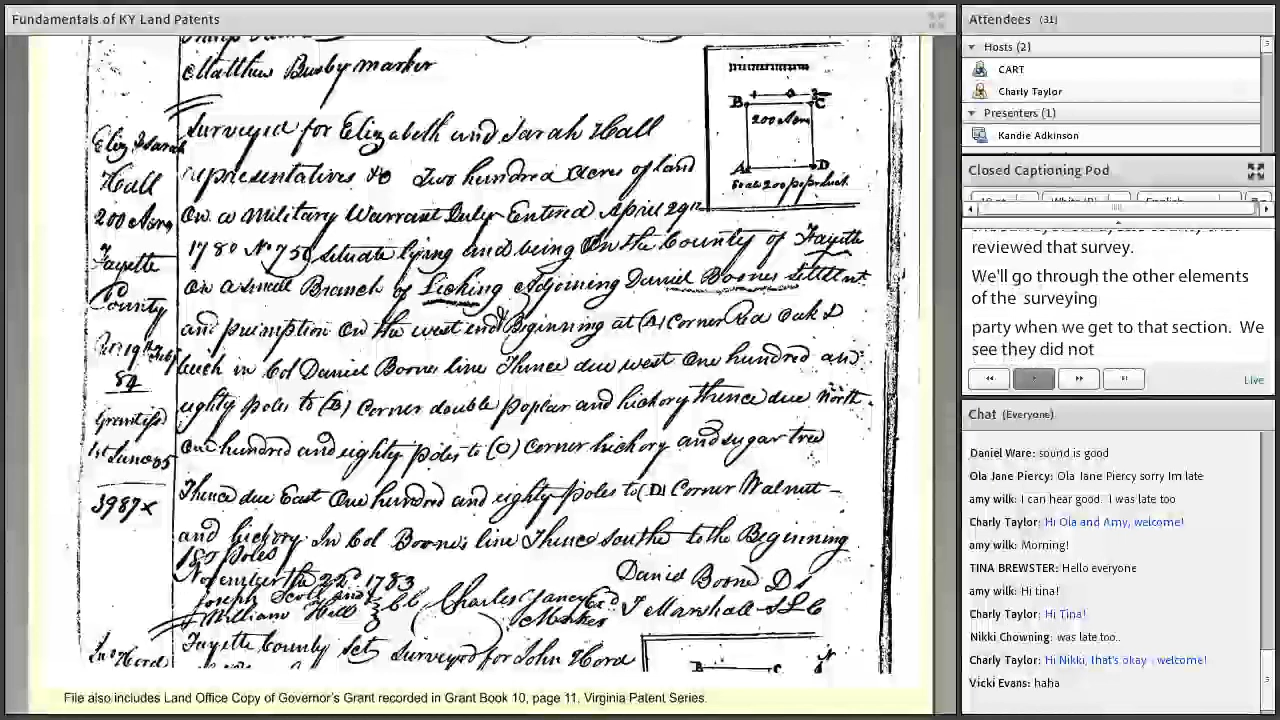 Fundamentals of KY Land Patents
Matthew Busby marker
Surveyed for Elizabeth and Sarah Hall
representatives &c Two hundred acres of land
on a Military Warrant Duly Entered April 29th
1780 No 750 situate lying and being in the County of Fayette
on a small Branch of Licking Adjoining Daniel Boones Settlemt
and preemption on the west end Beginning at (A) Corner Red Oak &
beech in Col Daniel Boones line Thence due west One hundred and
eighty poles to (B) Corner double poplar and hickory thence due North
One hundred and eighty poles to (C) Corner hickory and sugar tree
Thence due East One hundred and eighty poles to (D) Corner Walnutt
and hickory In Col Boones line Thence south to the Beginning
180 poles
November the 22d 1783
Joseph Scott and
William Hill } CC
Charles Yancey
Marker
Daniel Boone DS
T Marshall SFC
Fayette County Sct Surveyed for John Hord
Eliz & Sarah
Hall
200 Acres
Fayette
County
84
1st June 85
3987x
Jno Hord
B C
200 Acres
A D
B C
File also includes Land Office Copy of Governor's Grant recorded in Grant Book 10, page 11, Virginia Patent Series.
Attendees (31)
Hosts (2)
CART
Charly Taylor
Presenters (1)
Kandie Adkinson
Closed Captioning Pod
English
reviewed that survey.
We'll go through the other elements
of the surveying
party when we get to that section. We
see they did not
Live
Chat (Everyone)
Daniel Ware: sound is good
Ola Jane Piercy: Ola Jane Piercy sorry Im late
amy wilk: I can hear good. I was late too
Charly Taylor: Hi Ola and Amy, welcome!
amy wilk: Morning!
TINA BREWSTER: Hello everyone
amy wilk: Hi tina!
Charly Taylor: Hi Tina!
Nikki Chowning: was late too..
Charly Taylor: Hi Nikki, that's okay - welcome!
Vicki Evans: haha